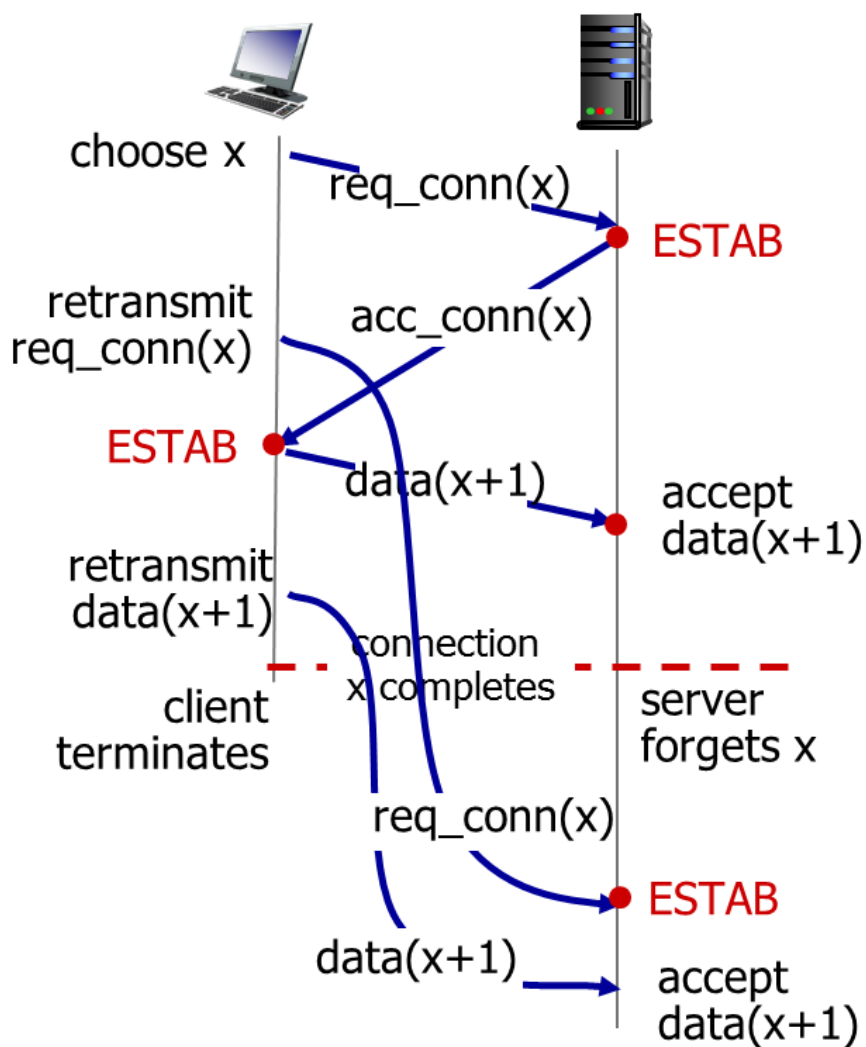 choose x
req_conn(x)
ESTAB
retransmit
req_conn(x)
acc_conn(x)
ESTAB
data(x+1)
accept
data(x+1)
retransmit
data(x+1)
connection
x completes
client
terminates
server
forgets x
req_conn(x)
ESTAB
data(x+1)
accept
data(x+1)